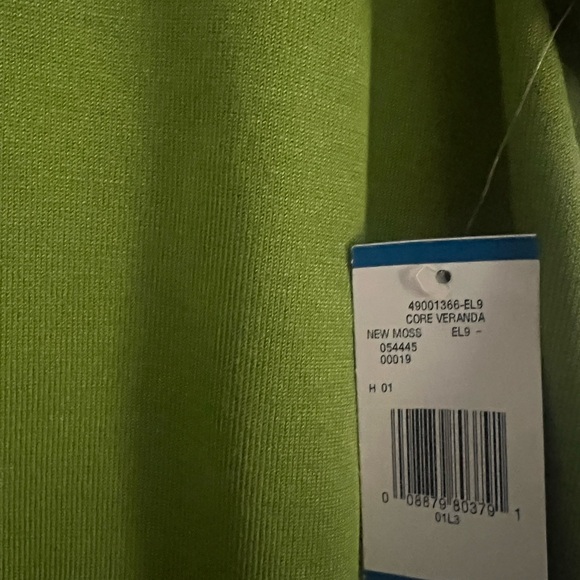 49001366-EL9
CORE VERANDA
NEW MOSS EL9 -
054445
00019
H 01
0 08879 80379 1
01L3